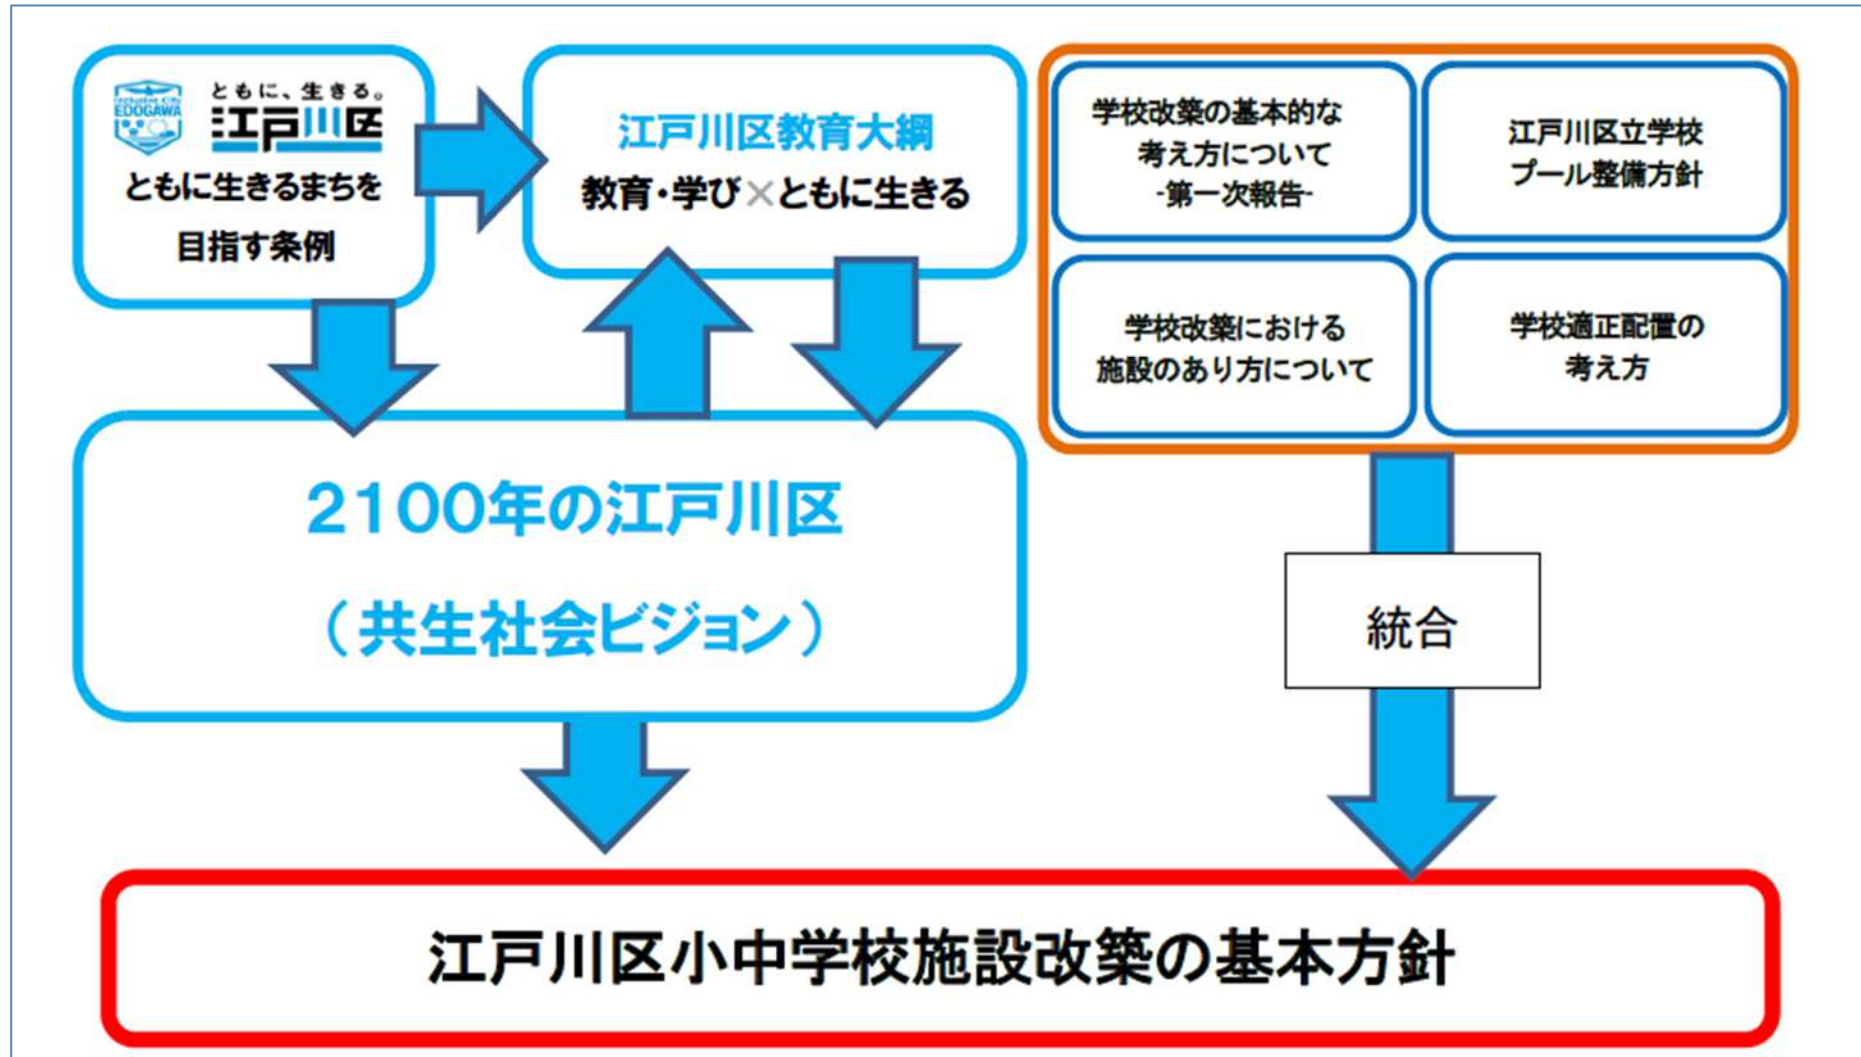 Inclusive City
EDOGAWA
ともに、生きる。
江戸川区
ともに生きるまちを
目指す条例
江戸川区教育大綱
教育・学び×ともに生きる
学校改築の基本的な
考え方について
-第一次報告-
江戸川区立学校
プール整備方針
学校改築における
施設のあり方について
学校適正配置の
考え方
2100年の江戸川区
（共生社会ビジョン）
統合
江戸川区小中学校施設改築の基本方針